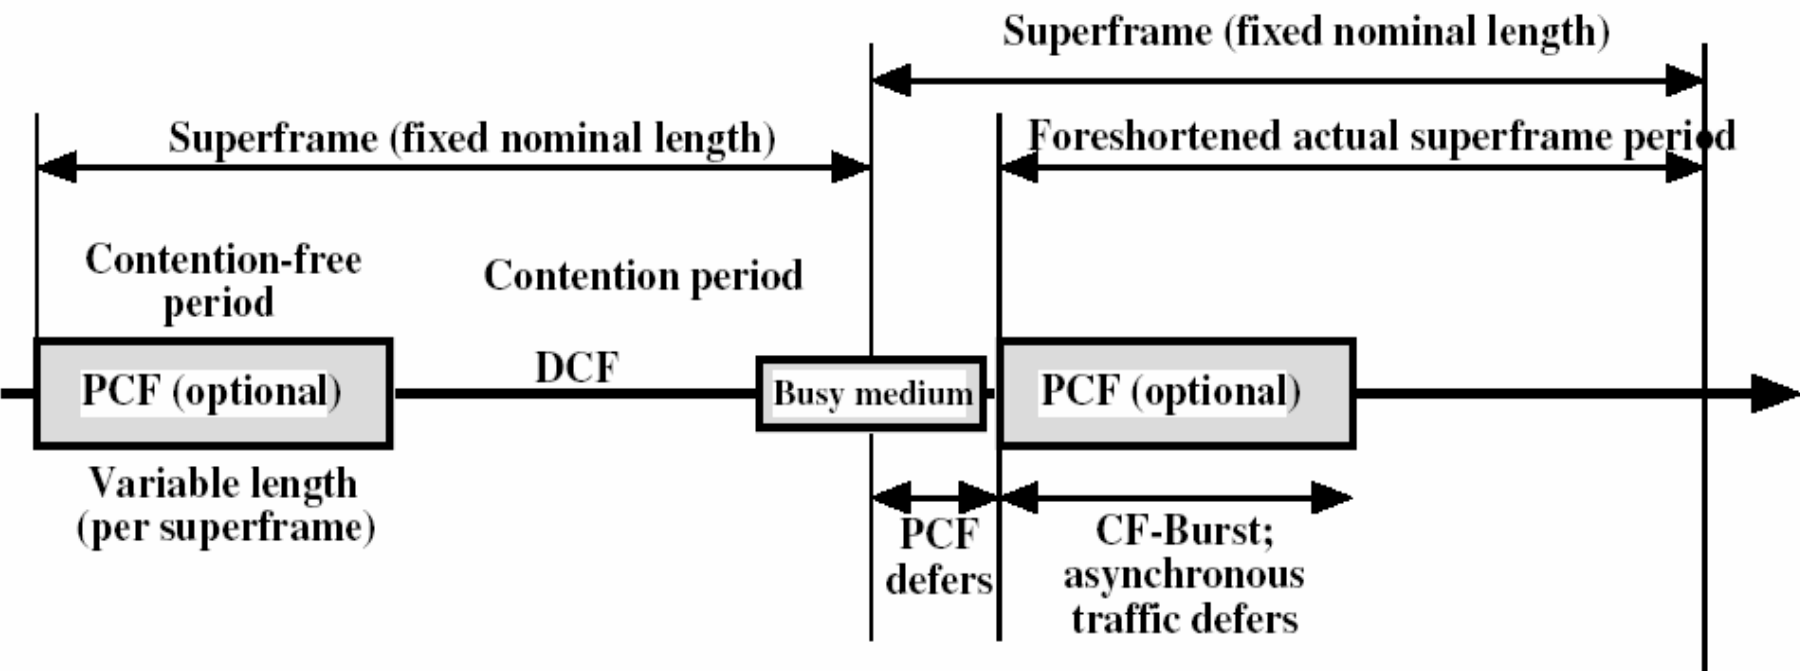 Superframe (fixed nominal length)
Superframe (fixed nominal length)
Foreshortened actual superframe period
Contention-free
period
Contention period
PCF (optional)
DCF
Busy medium
PCF (optional)
Variable length
(per superframe)
PCF
defers
CF-Burst;
asynchronous
traffic defers